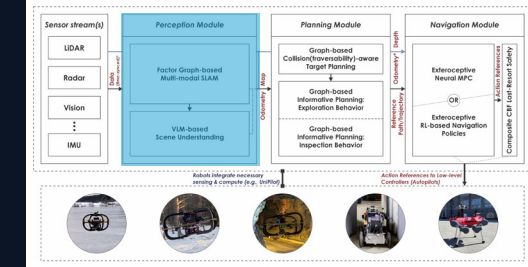 Sensor stream(s)
LiDAR
Radar
Vision
IMU
Data
Perception Module
Factor Graph-based
Multi-modal SLAM
VLM-based
Scene Understanding
Odometry
Map
Planning Module
Graph-based
Collision(traversability)-aware
Target Planning
Graph-based
Informative Planning:
Exploration Behavior
Graph-based
Informative Planning:
Inspection Behavior
Depth
Odometry*
Reference
Path/Trajectory
Navigation Module
Exteroceptive
Neural MPC
OR
Exteroceptive
RL-based Navigation
Policies
Action References
Composite CBF Last-Resort Safety
Robots integrate necessary
sensing & compute (e.g., UniPilot)
Action References to Low-level
Controllers (Autopilots)